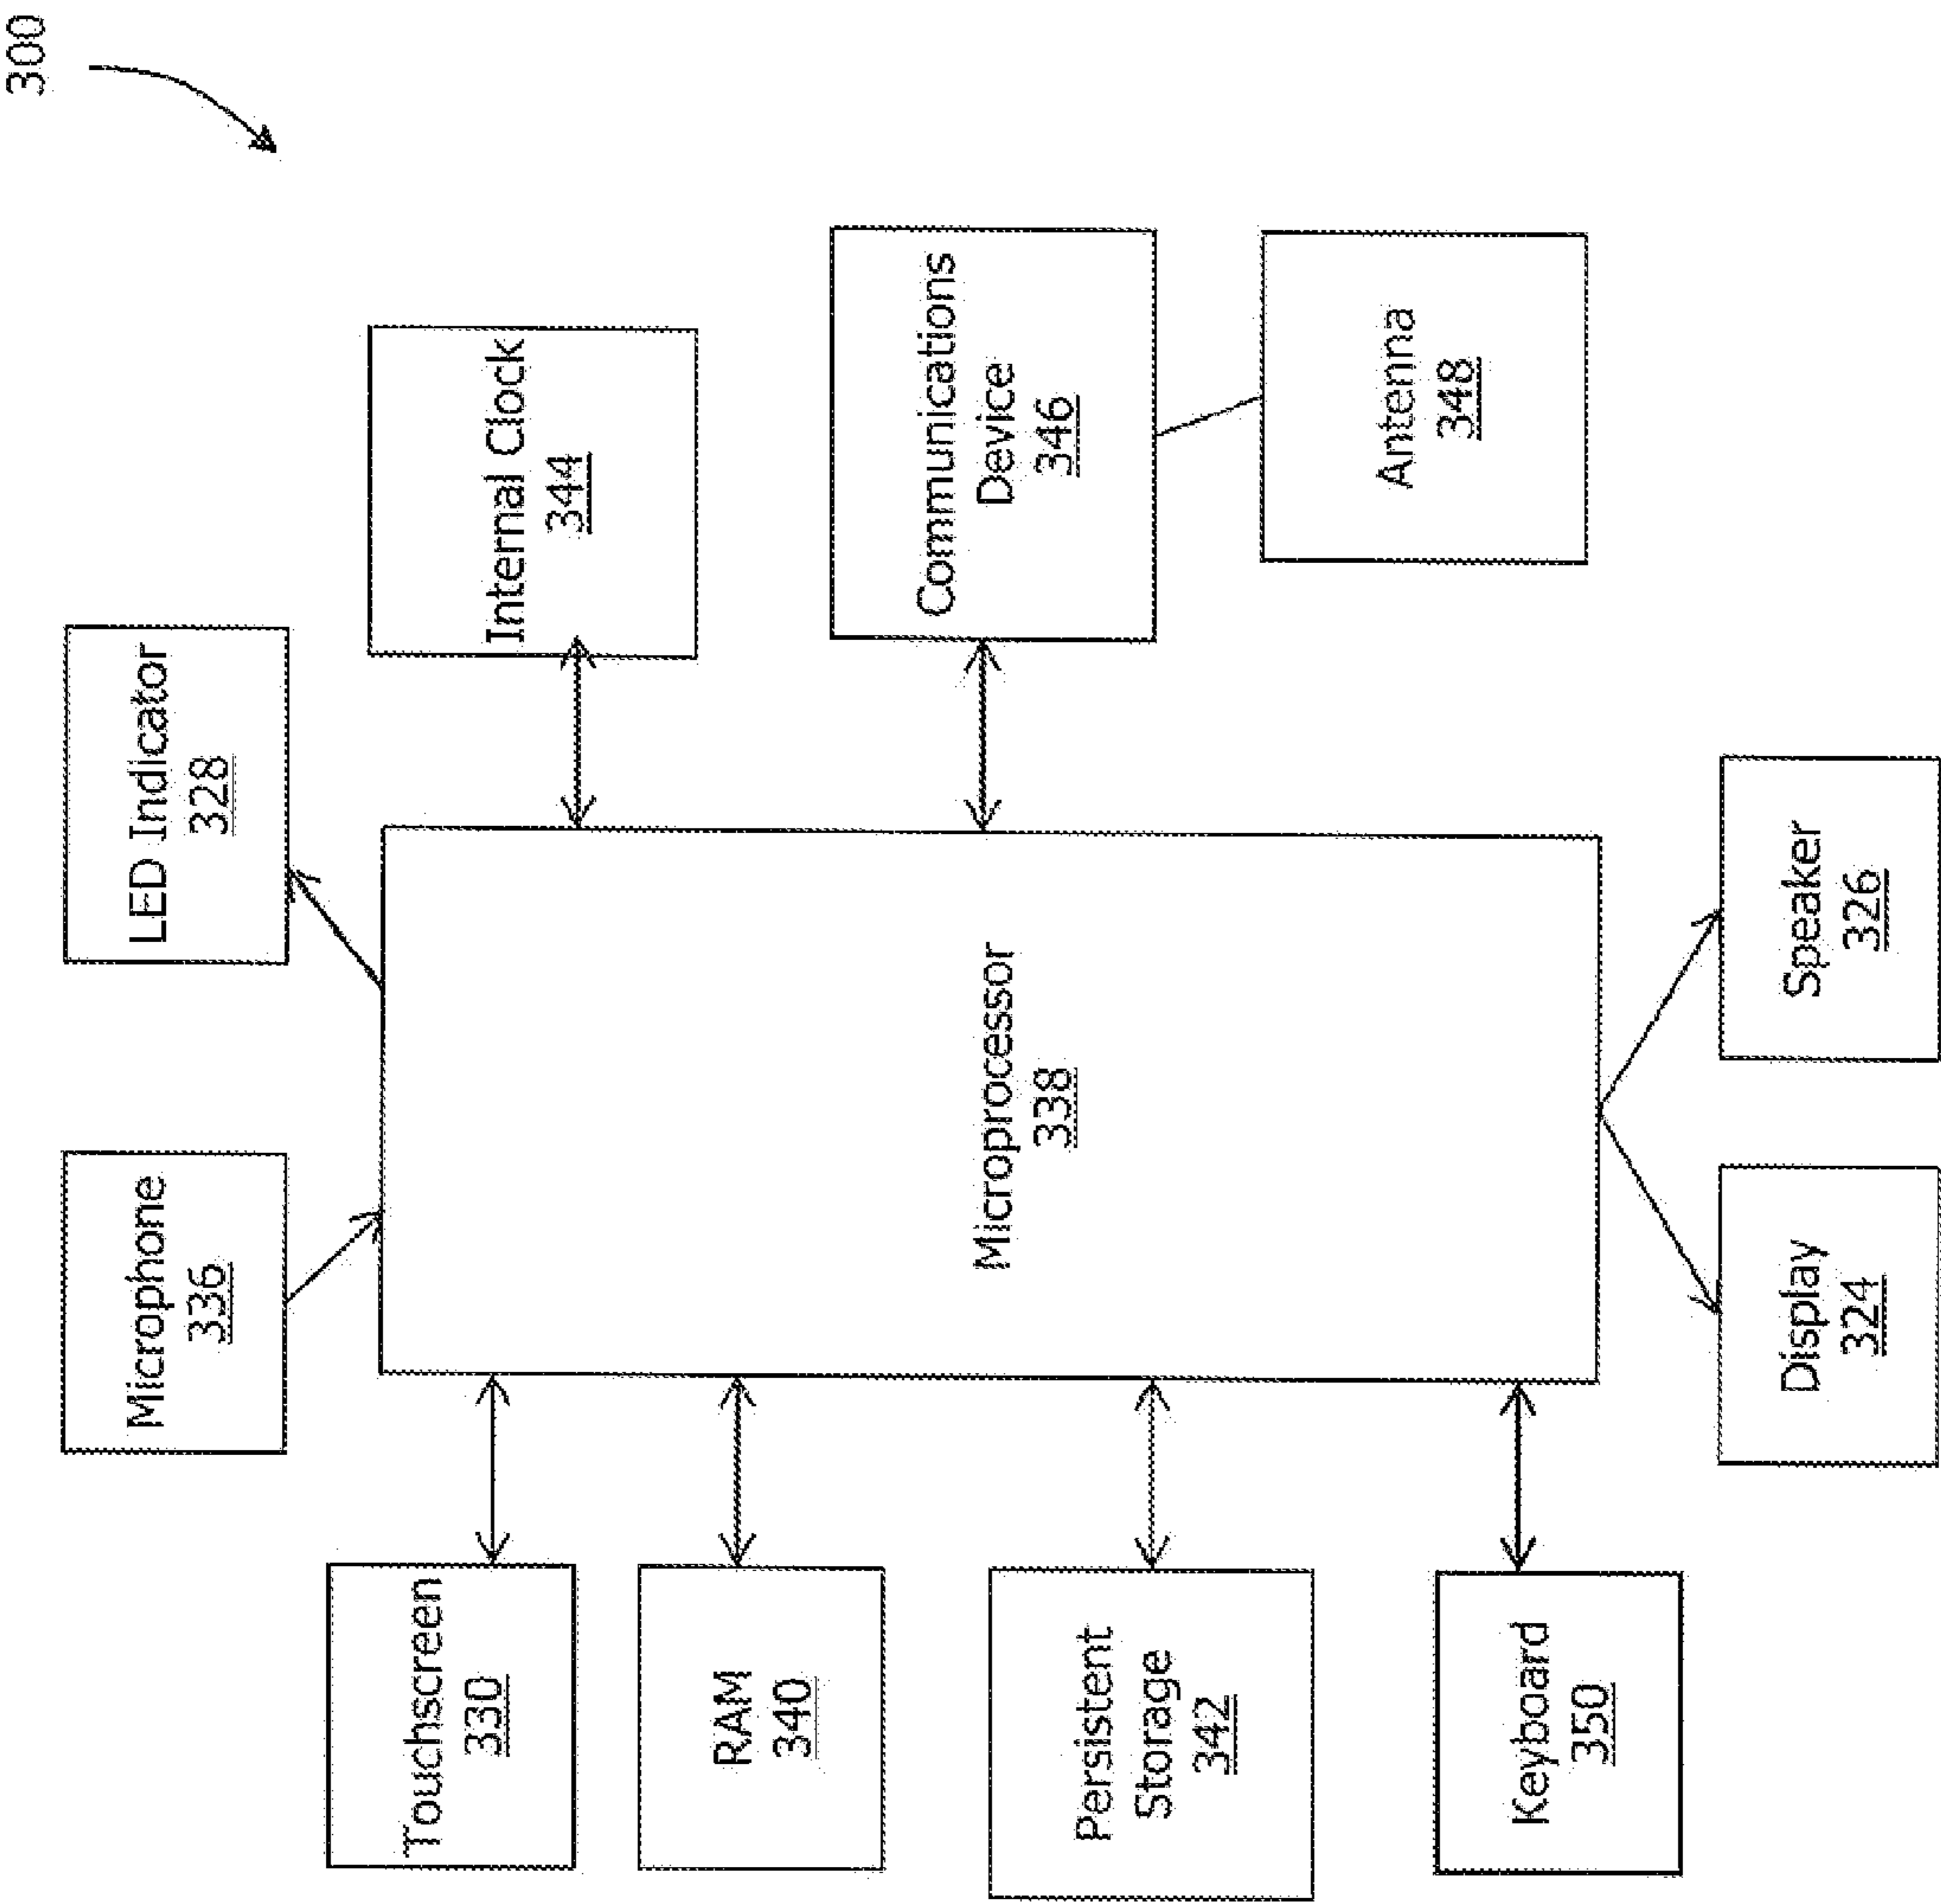 300
Microphone
336
LED Indicator
328
Touchscreen
330
RAM
340
Persistent
Storage
342
Keyboard
350
Microprocessor
338
Internal Clock
344
Communications
Device
346
Antenna
348
Display
324
Speaker
326